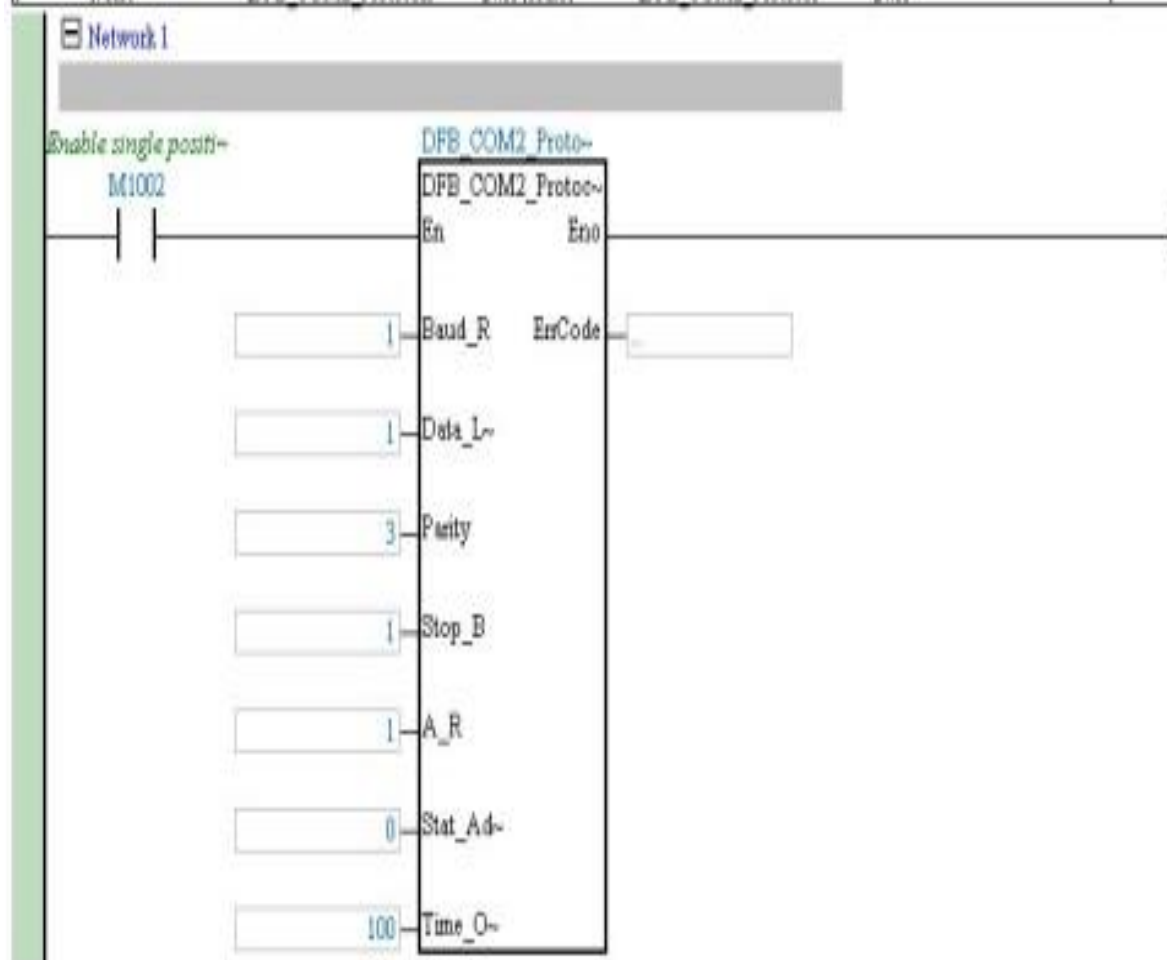 Network 1
Enable single positi~
DFB_COM2_Proto~
M1002
DFB_COM2_Protoc~
En Eno
1 Baud_R ErrCode ...
1 Data_L~
3 Parity
1 Stop_B
1 A_R
0 Stat_Ad~
100 Time_O~